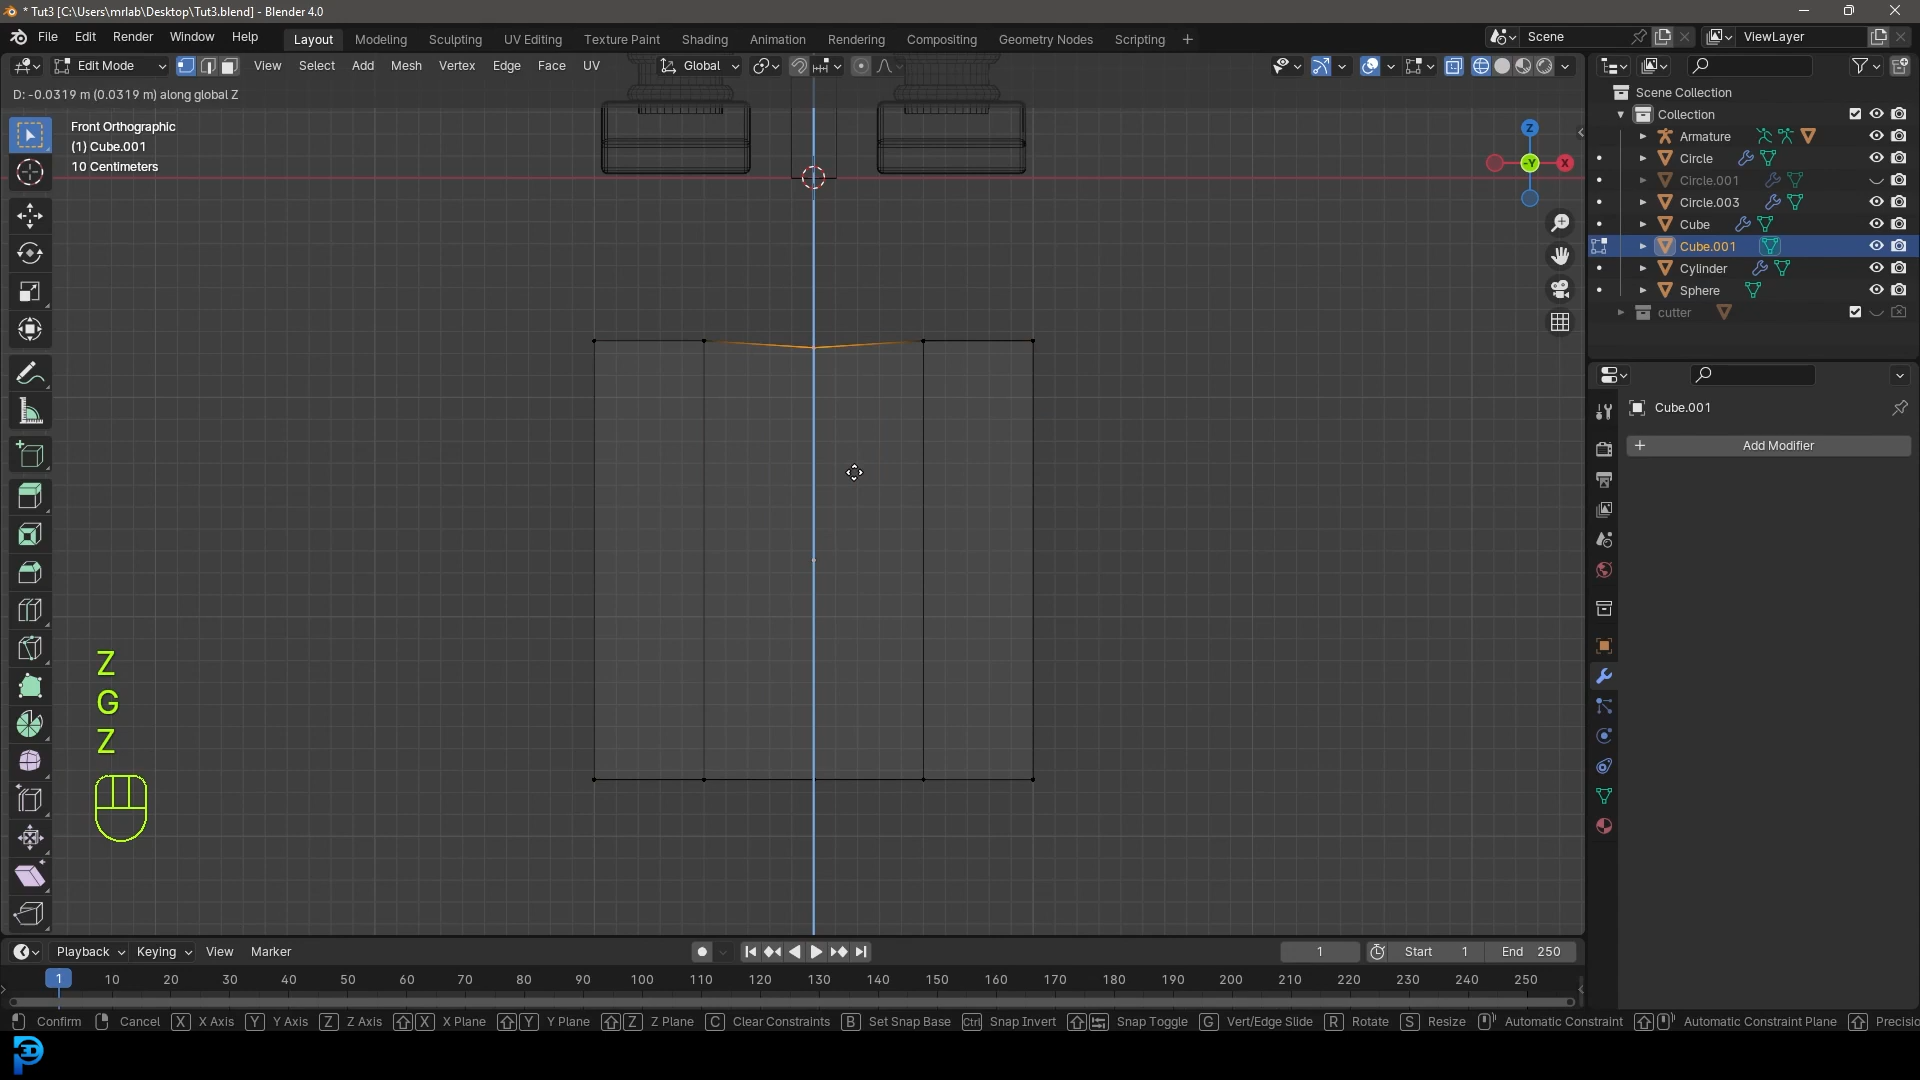 * Tut3 [C:\Users\mrlab\Desktop\Tut3.blend] - Blender 4.0
File Edit Render Window Help Layout Modeling Sculpting UV Editing Texture Paint Shading Animation Rendering Compositing Geometry Nodes Scripting + Scene ViewLayer
Edit Mode View Select Add Mesh Vertex Edge Face UV Global
D: -0.0319 m (0.0319 m) along global Z
Front Orthographic
(1) Cube.001
10 Centimeters
Z
-Y
X
Scene Collection
Collection
Armature
Circle
Circle.001
Circle.003
Cube
Cube.001
Cylinder
Sphere
cutter
Cube.001
+ Add Modifier
Z
G
Z
Playback Keying View Marker 1 Start 1 End 250
1 10 20 30 40 50 60 70 80 90 100 110 120 130 140 150 160 170 180 190 200 210 220 230 240 250
Confirm Cancel X X Axis Y Y Axis Z Z Axis X X Plane Y Y Plane Z Z Plane C Clear Constraints B Set Snap Base Ctrl Snap Invert Snap Toggle G Vert/Edge Slide R Rotate S Resize Automatic Constraint Automatic Constraint Plane Precisio